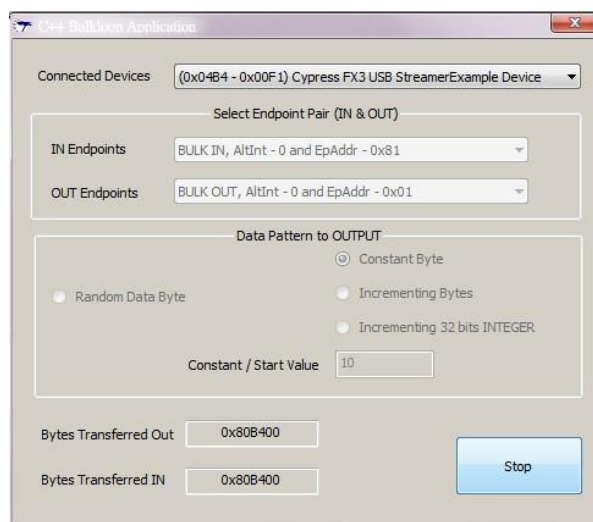 C++ Bulkloop Application
Connected Devices (0x04B4 - 0x00F1) Cypress FX3 USB StreamerExample Device
Select Endpoint Pair (IN & OUT)
IN Endpoints BULK IN, AltInt - 0 and EpAddr - 0x81
OUT Endpoints BULK OUT, AltInt - 0 and EpAddr - 0x01
Data Pattern to OUTPUT
Constant Byte
Random Data Byte Incrementing Bytes
Incrementing 32 bits INTEGER
Constant / Start Value 10
Bytes Transferred Out 0x80B400
Bytes Transferred IN 0x80B400
Stop